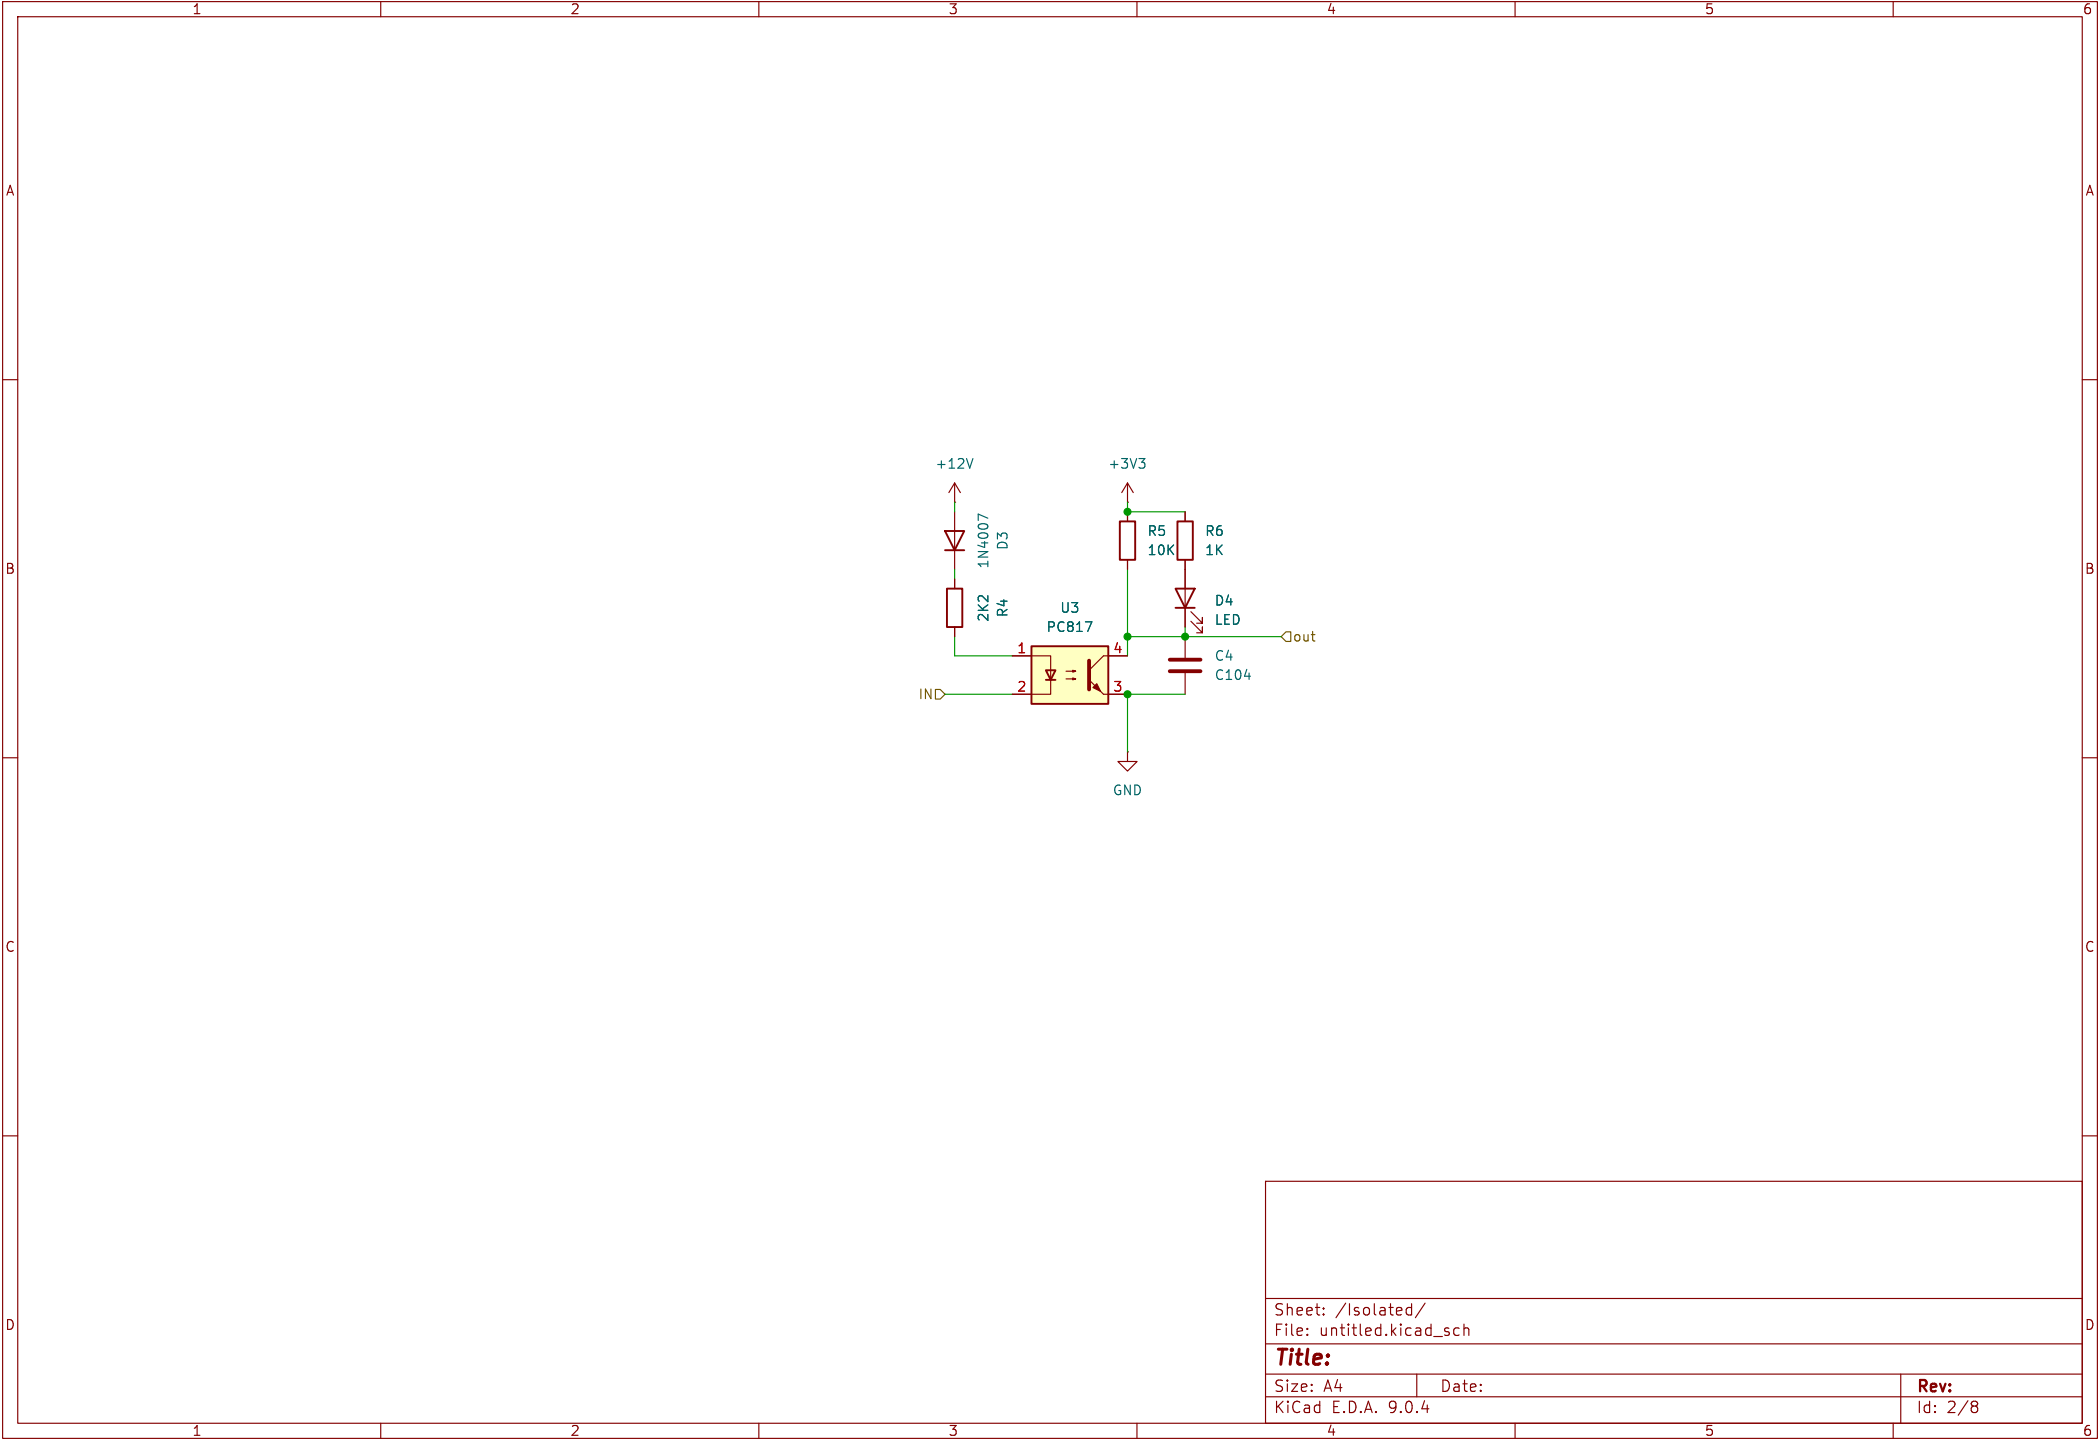 1 2 3 4 5 6
A A
+12V +3V3
1N4007
D3
R5
10K
R6
1K
B B
2K2
R4
U3
PC817
D4
LED
out
1 4
C4
C104
IN 2 3
GND
C C
Sheet: /Isolated/
File: untitled.kicad_sch
D D
Title:
Size: A4 Date: Rev:
KiCad E.D.A. 9.0.4 Id: 2/8
1 2 3 4 5 6